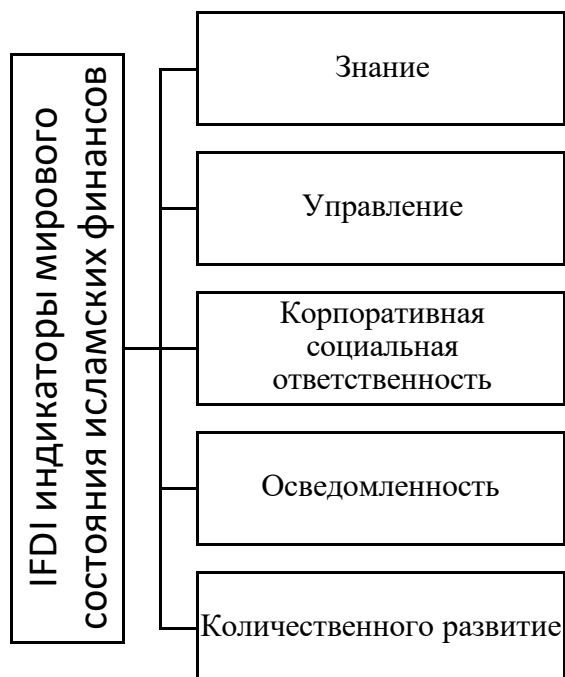 IFDI индикаторы мирового
состояния исламских финансов
Знание
Управление
Корпоративная
социальная
ответственность
Осведомленность
Количественного развитие